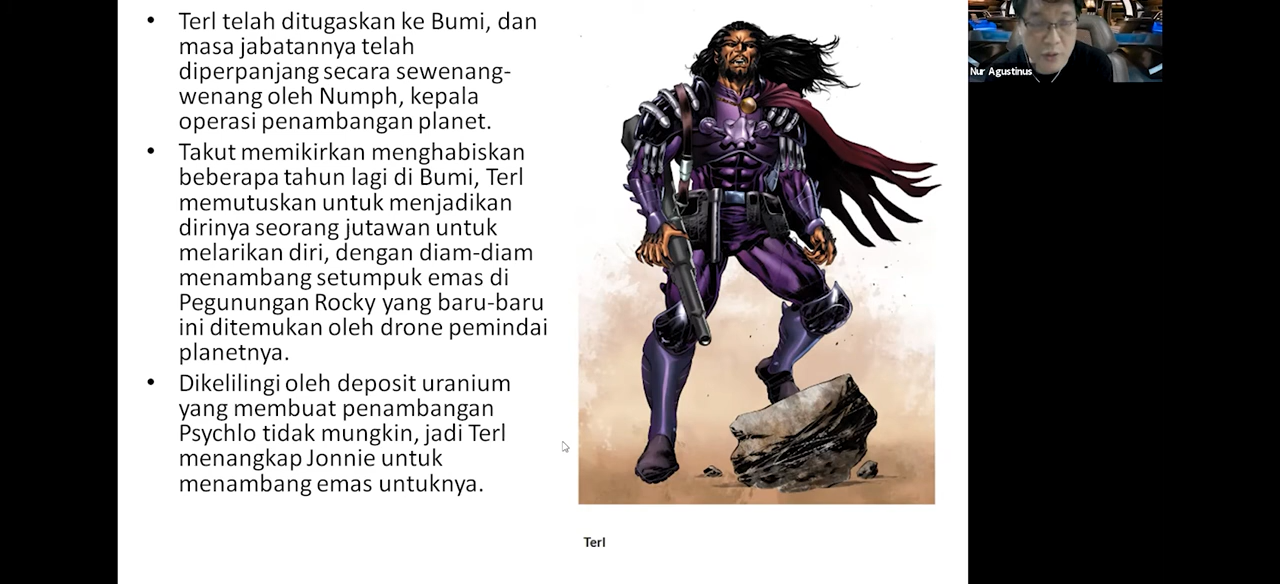 • Terl telah ditugaskan ke Bumi, dan
masa jabatannya telah
diperpanjang secara sewenang-
wenang oleh Numph, kepala
operasi penambangan planet.
• Takut memikirkan menghabiskan
beberapa tahun lagi di Bumi, Terl
memutuskan untuk menjadikan
dirinya seorang jutawan untuk
melarikan diri, dengan diam-diam
menambang setumpuk emas di
Pegunungan Rocky yang baru-baru
ini ditemukan oleh drone pemindai
planetnya.
• Dikelilingi oleh deposit uranium
yang membuat penambangan
Psychlo tidak mungkin, jadi Terl
menangkap Jonnie untuk
menambang emas untuknya.
Terl
Nur Agustinus